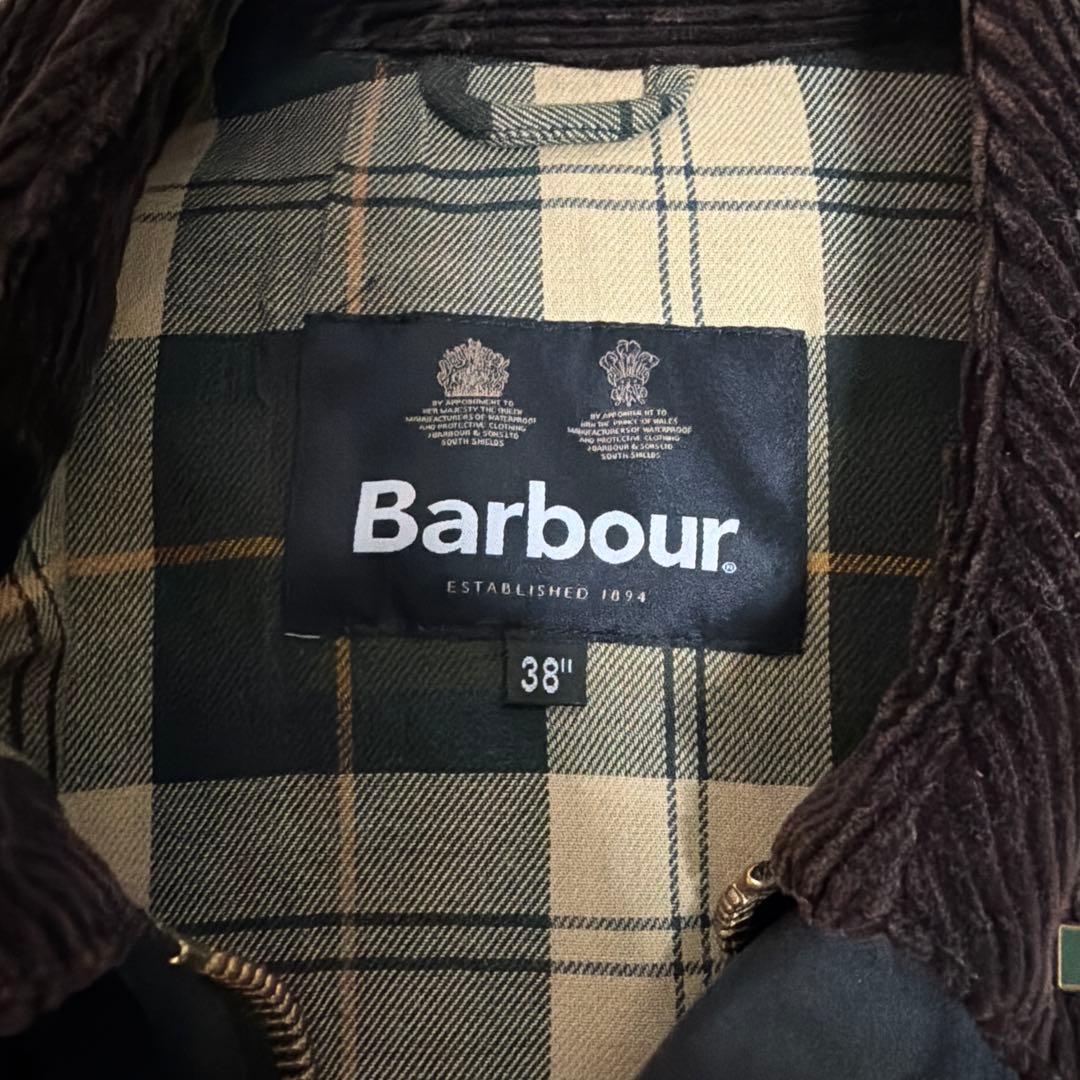 BY APPOINTMENT TO
HER MAJESTY THE QUEEN
MANUFACTURERS OF WATERPROOF
AND PROTECTIVE CLOTHING
J BARBOUR & SONS LTD
SOUTH SHIELDS
BY APPOINTMENT TO
HRH THE PRINCE OF WALES
MANUFACTURERS OF WATERPROOF
AND PROTECTIVE CLOTHING
J BARBOUR & SONS LTD
SOUTH SHIELDS
Barbour®
ESTABLISHED 1894
38"